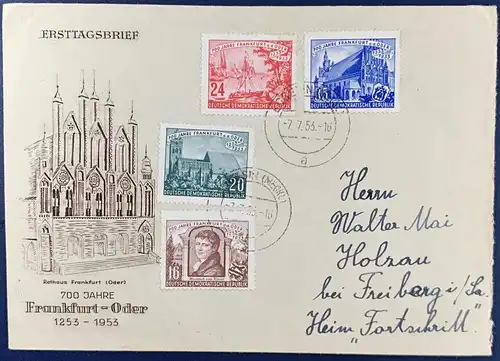 ERSTTAGSBRIEF
700 JAHRE FRANKFURT-ODER
24
DEUTSCHE DEMOKRATISCHE REPUBLIK
700 JAHRE FRANKFURT-ODER
DEUTSCHE DEMOKRATISCHE REPUBLIK
-7.7.53.-16
a
700 JAHRE FRANKFURT-ODER
20
DEUTSCHE DEMOKRATISCHE REPUBLIK
16
DEUTSCHE DEMOKRATISCHE REPUBLIK
Rathaus Frankfurt (Oder)
700 JAHRE
Frankfurt-Oder
1253 - 1953
Herrn
Walter Mai
Holzau
bei Freiberg i/Sa.
Heim "Fortschritt"